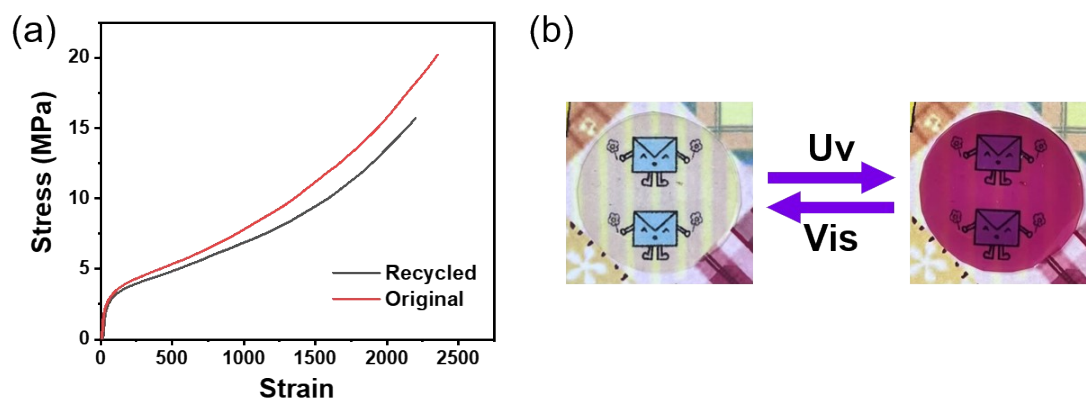 (a)
Stress (MPa)
20
15
10
5
0
Recycled
Original
0 500 1000 1500 2000 2500
Strain
(b)
Uv
Vis